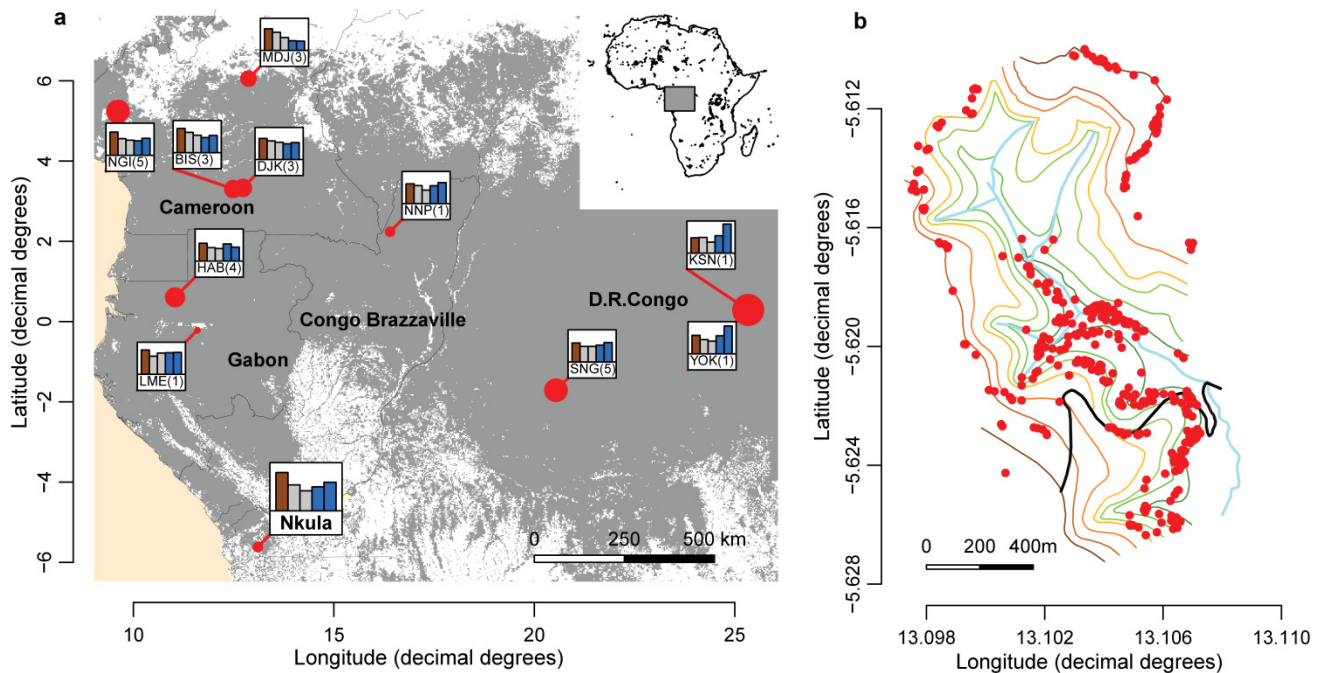 a
b
MDJ(3)
NGI(5)
BIS(3)
DJK(3)
Cameroon
NNP(1)
HAB(4)
KSN(1)
D.R.Congo
Congo Brazzaville
YOK(1)
SNG(5)
LME(1)
Gabon
Nkula
0 250 500 km
6
4
2
0
−2
−4
−6
Latitude (decimal degrees)
10 15 20 25
Longitude (decimal degrees)
−5.612
−5.616
−5.620
−5.624
−5.628
Latitude (decimal degrees)
0 200 400m
13.098 13.102 13.106 13.110
Longitude (decimal degrees)